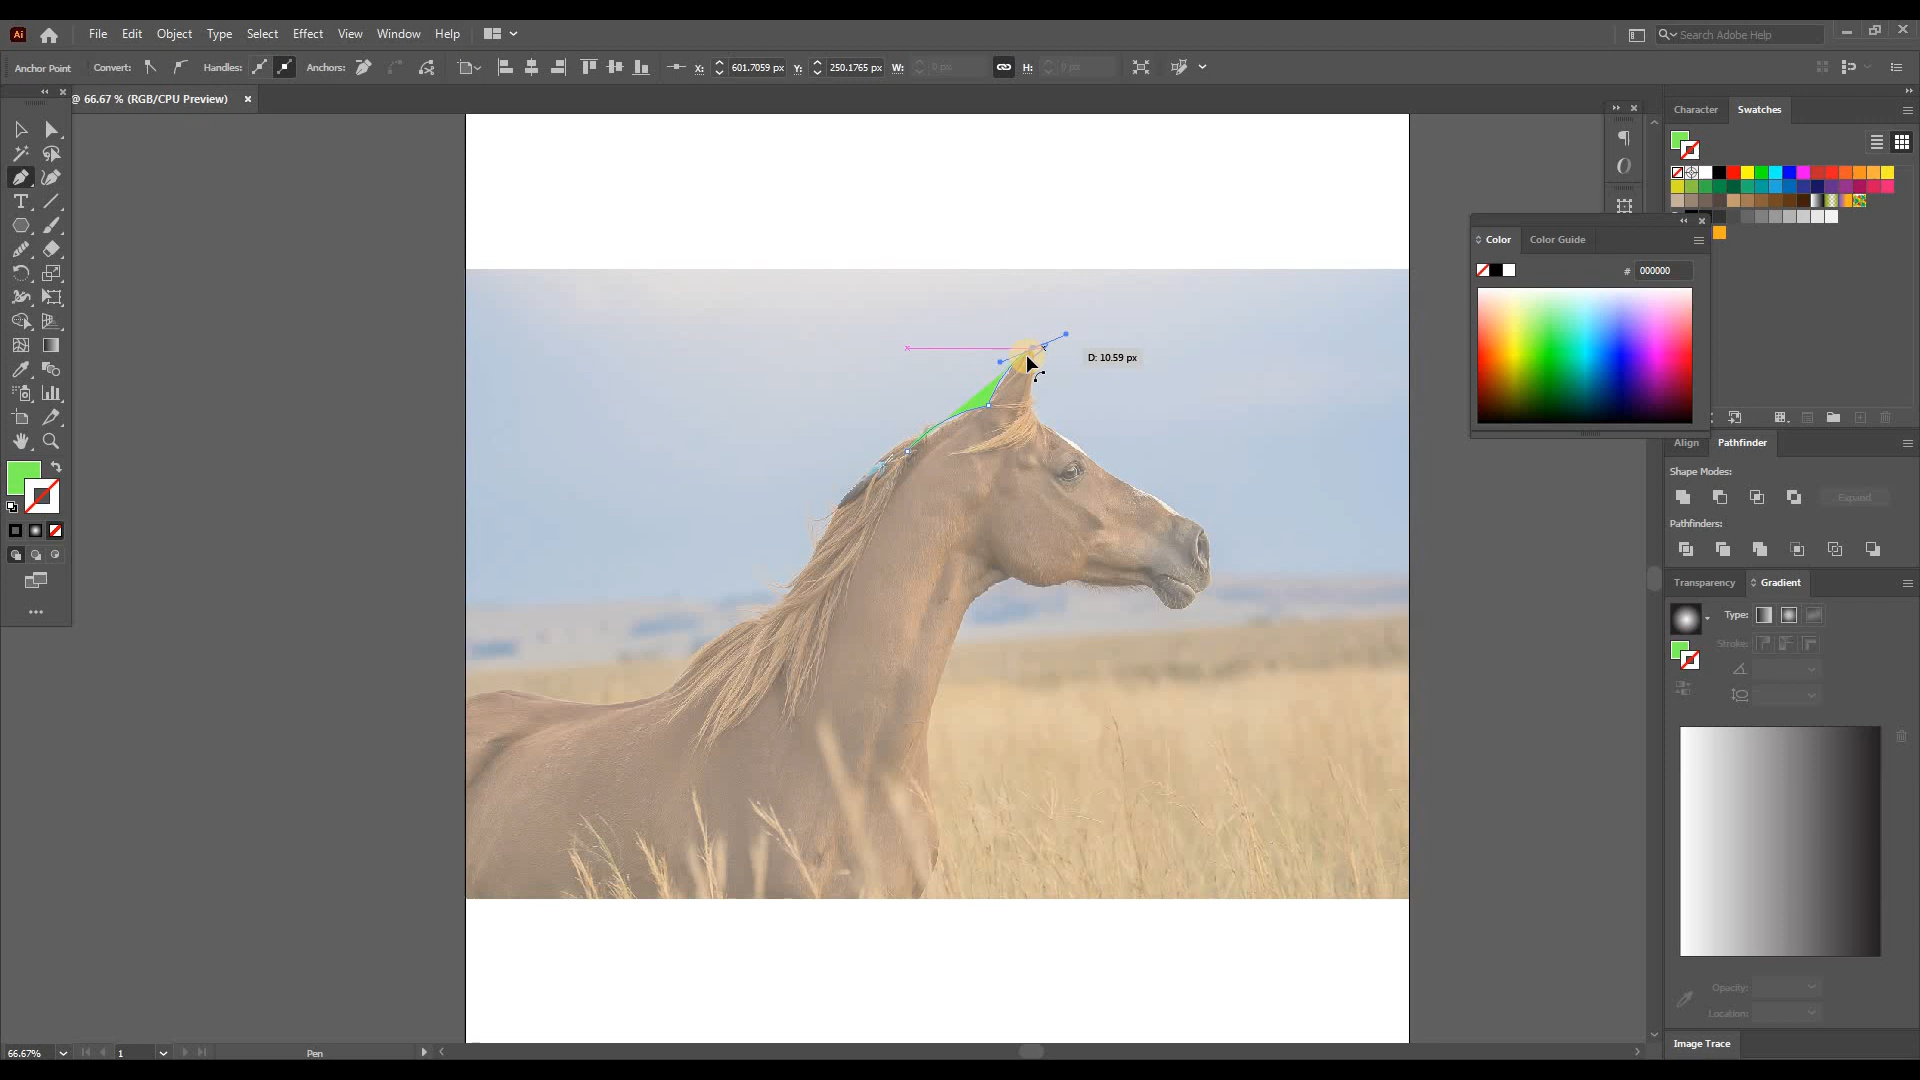 Ai File Edit Object Type Select Effect View Window Help Search Adobe Help
Anchor Point Convert: Handles: Anchors: X: 601.7059 px Y: 250.1765 px W: 0 px H: 0 px
@ 66.67 % (RGB/CPU Preview) ×
Character Swatches
Color Color Guide
# 000000
D: 10.59 px
Align Pathfinder
Shape Modes:
Expand
Pathfinders:
Transparency Gradient
Type:
Stroke:
Opacity:
Location:
Image Trace
66.67% 1 Pen